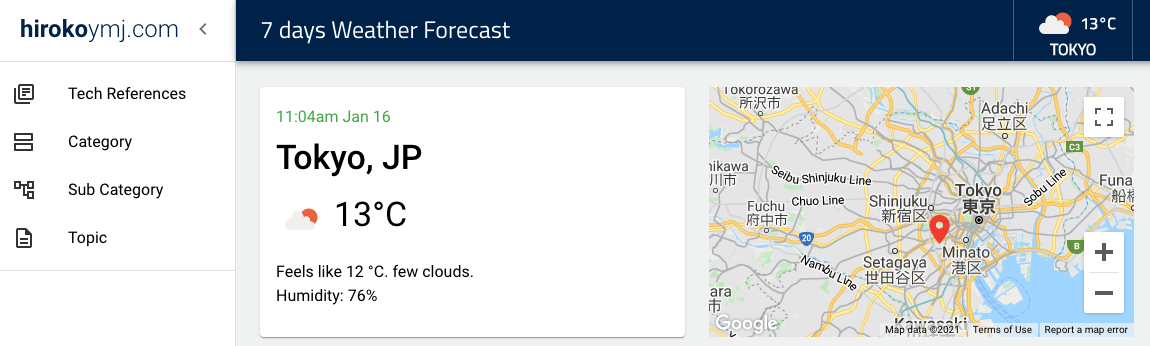 hirokoymj.com
7 days Weather Forecast
13°C
TOKYO
Tech References
Category
Sub Category
Topic
11:04am Jan 16
Tokyo, JP
13°C
Feels like 12 °C. few clouds.
Humidity: 76%
Tokorozawa
所沢市
Adachi
足立区
C3
Seibu Shinjuku Line
Chuo Line
Sobu Line
Funa
船橋
Fuchu
府中市
Shinjuku
新宿区
Tokyo
東京
20
B
Setagaya
世田谷区
Minato
港区
Nambu Line
Kawasaki
Google
Map data ©2021
Terms of Use
Report a map error